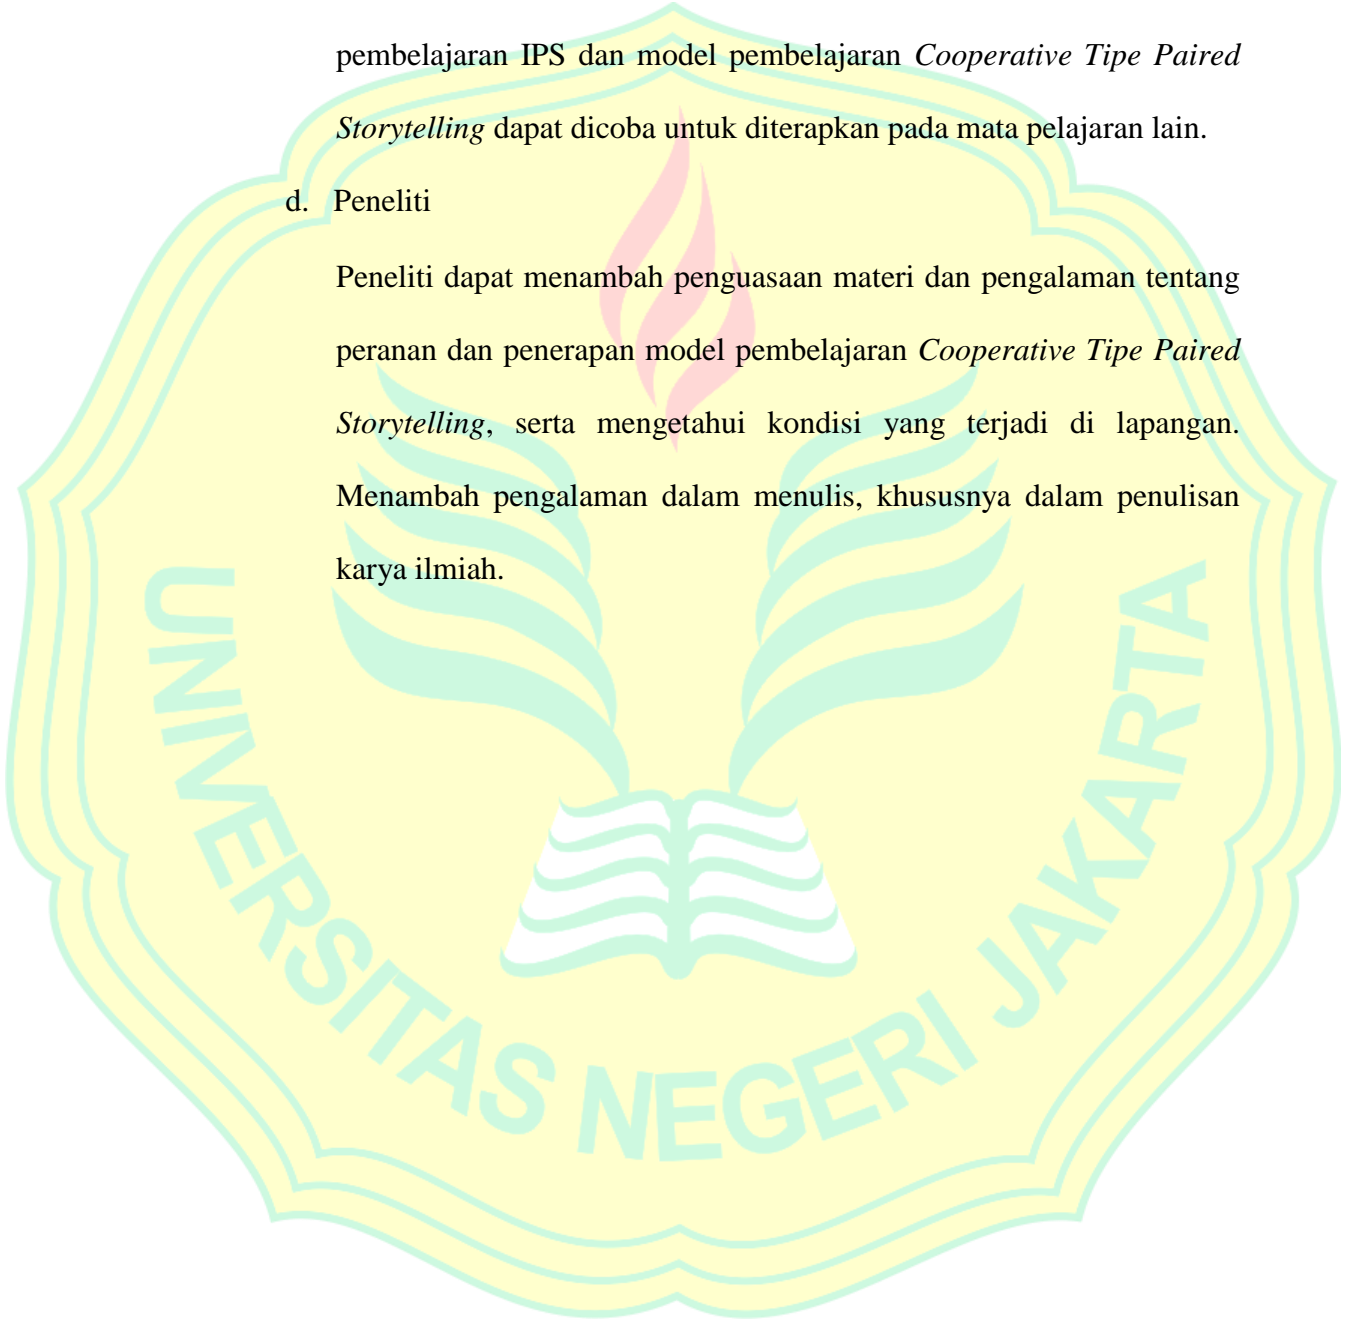 pembelajaran IPS dan model pembelajaran Cooperative Tipe Paired
Storytelling dapat dicoba untuk diterapkan pada mata pelajaran lain.
d. Peneliti
Peneliti dapat menambah penguasaan materi dan pengalaman tentang
peranan dan penerapan model pembelajaran Cooperative Tipe Paired
Storytelling, serta mengetahui kondisi yang terjadi di lapangan.
Menambah pengalaman dalam menulis, khususnya dalam penulisan
karya ilmiah.
UNIVERSITAS NEGERI JAKARTA